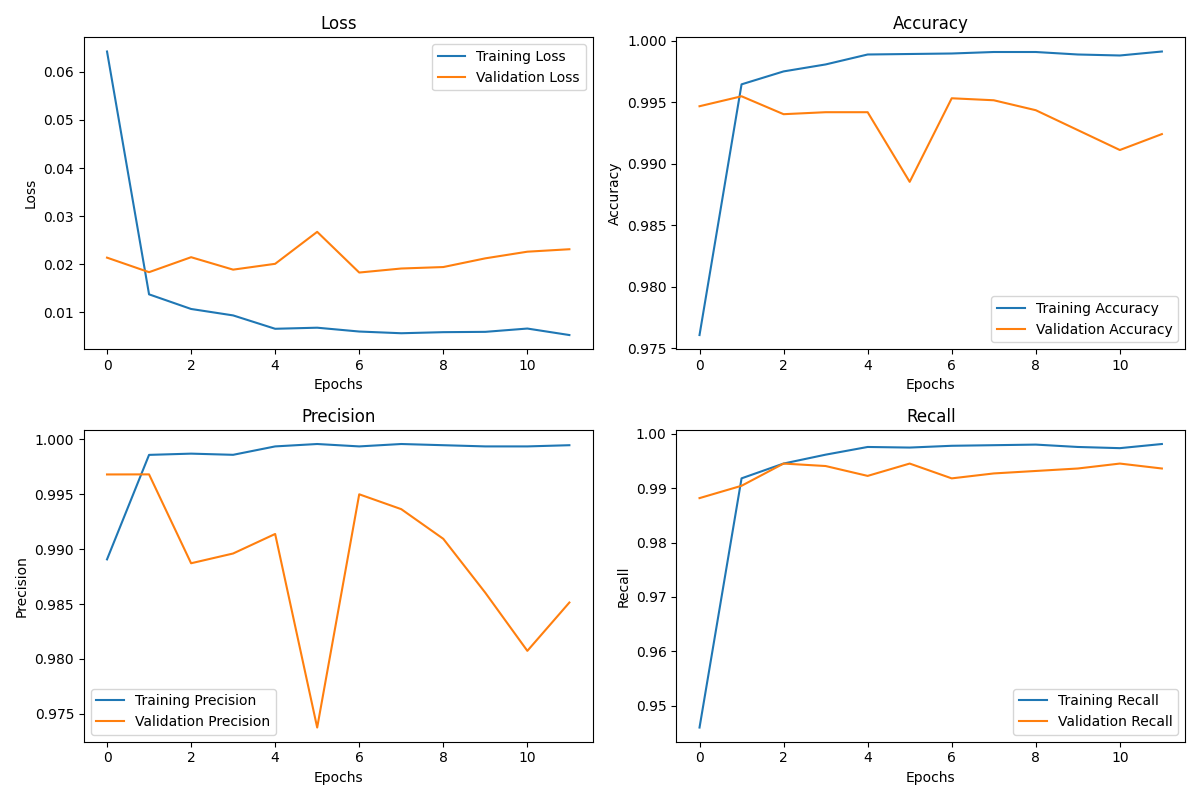 Loss
Loss
0.06
0.05
0.04
0.03
0.02
0.01
Training Loss
Validation Loss
0 2 4 6 8 10
Epochs
Accuracy
Accuracy
1.000
0.995
0.990
0.985
0.980
0.975
Training Accuracy
Validation Accuracy
0 2 4 6 8 10
Epochs
Precision
Precision
1.000
0.995
0.990
0.985
0.980
0.975
Training Precision
Validation Precision
0 2 4 6 8 10
Epochs
Recall
Recall
1.00
0.99
0.98
0.97
0.96
0.95
Training Recall
Validation Recall
0 2 4 6 8 10
Epochs